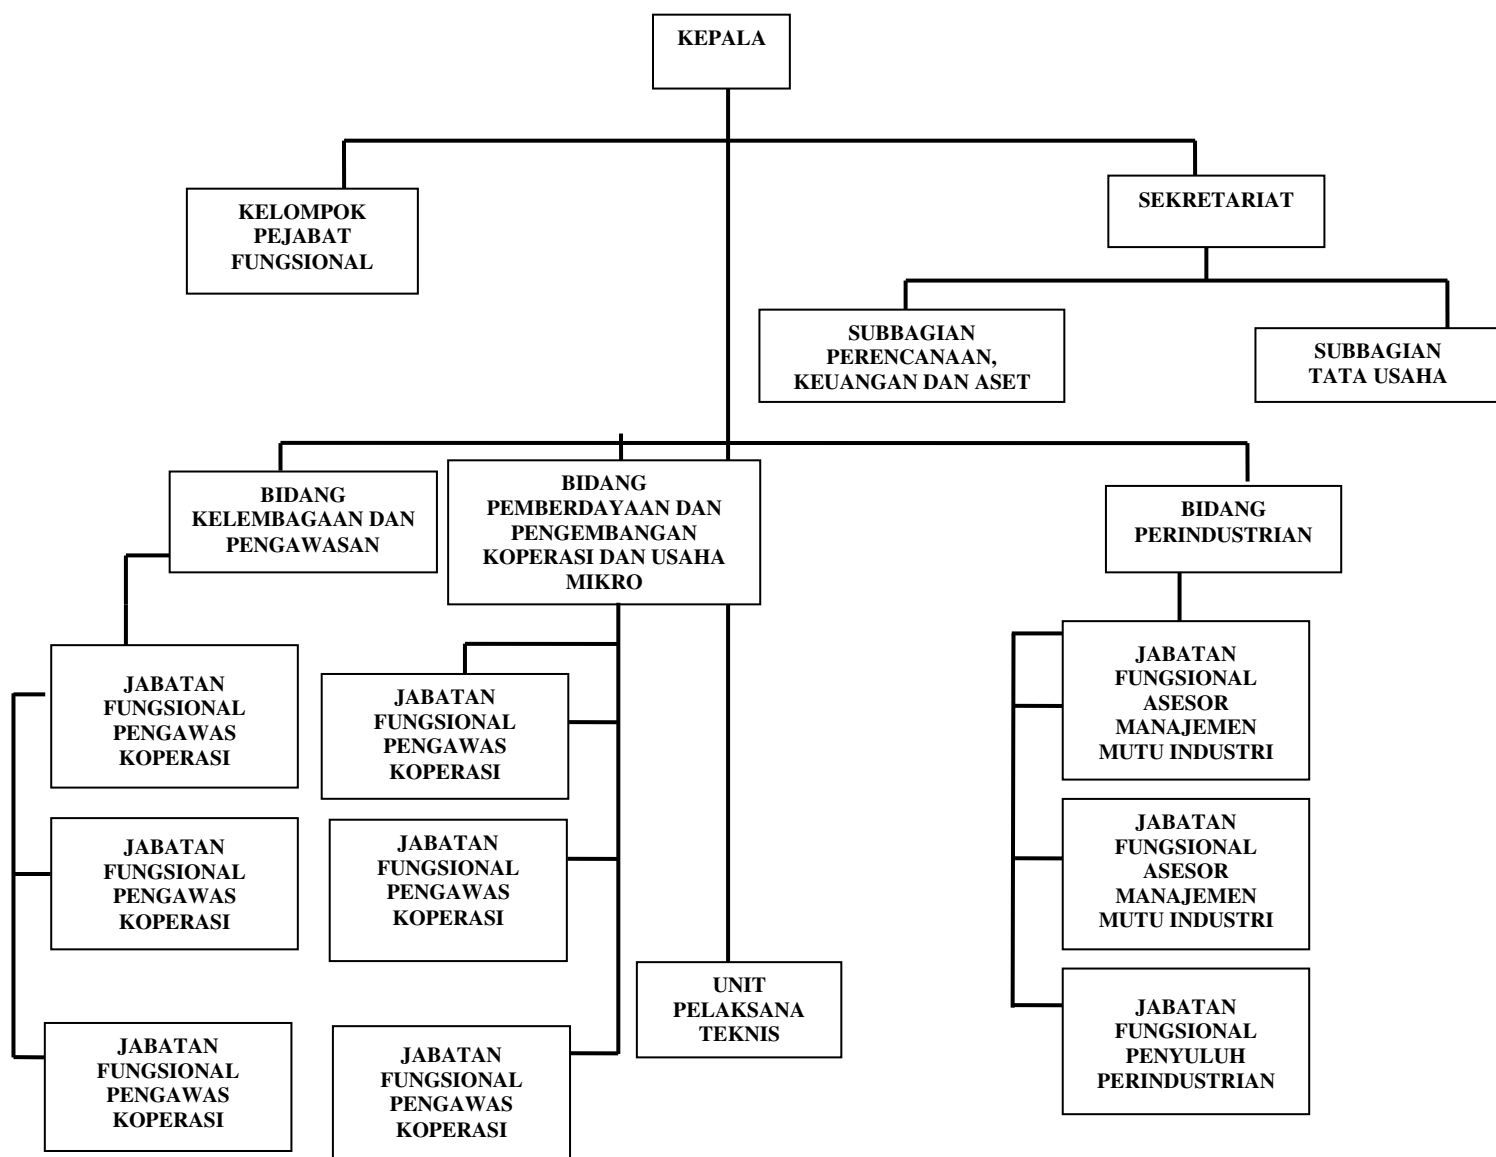 KEPALA
KELOMPOK
PEJABAT
FUNGSIONAL
SEKRETARIAT
SUBBAGIAN
PERENCANAAN,
KEUANGAN DAN ASET
SUBBAGIAN
TATA USAHA
BIDANG
KELEMBAGAAN DAN
PENGAWASAN
BIDANG
PEMBERDAYAAN DAN
PENGEMBANGAN
KOPERASI DAN USAHA
MIKRO
BIDANG
PERINDUSTRIAN
JABATAN
FUNGSIONAL
PENGAWAS
KOPERASI
JABATAN
FUNGSIONAL
PENGAWAS
KOPERASI
JABATAN
FUNGSIONAL
ASESOR
MANAJEMEN
MUTU INDUSTRI
JABATAN
FUNGSIONAL
PENGAWAS
KOPERASI
JABATAN
FUNGSIONAL
PENGAWAS
KOPERASI
JABATAN
FUNGSIONAL
ASESOR
MANAJEMEN
MUTU INDUSTRI
UNIT
PELAKSANA
TEKNIS
JABATAN
FUNGSIONAL
PENGAWAS
KOPERASI
JABATAN
FUNGSIONAL
PENGAWAS
KOPERASI
JABATAN
FUNGSIONAL
PENYULUH
PERINDUSTRIAN